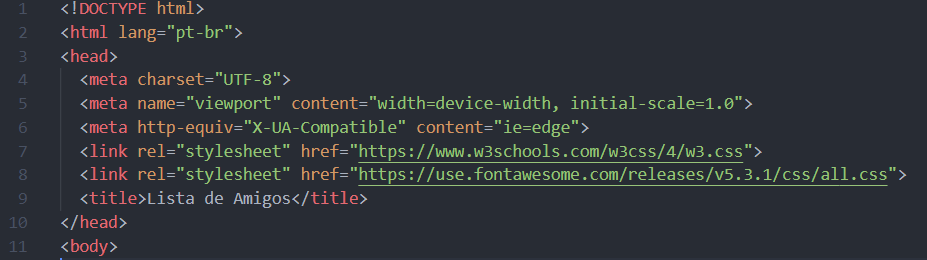 1 <!DOCTYPE html>
2 <html lang="pt-br">
3 <head>
4 <meta charset="UTF-8">
5 <meta name="viewport" content="width=device-width, initial-scale=1.0">
6 <meta http-equiv="X-UA-Compatible" content="ie=edge">
7 <link rel="stylesheet" href="https://www.w3schools.com/w3css/4/w3.css">
8 <link rel="stylesheet" href="https://use.fontawesome.com/releases/v5.3.1/css/all.css">
9 <title>Lista de Amigos</title>
10 </head>
11 <body>